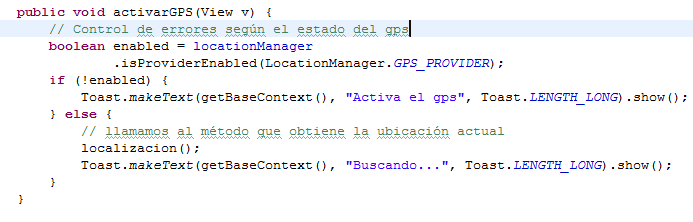 public void activarGPS(View v) {
// Control de errores según el estado del gps
boolean enabled = locationManager
.isProviderEnabled(LocationManager.GPS_PROVIDER);
if (!enabled) {
Toast.makeText(getBaseContext(), "Activa el gps", Toast.LENGTH_LONG).show();
} else {
// llamamos al método que obtiene la ubicación actual
localizacion();
Toast.makeText(getBaseContext(), "Buscando...", Toast.LENGTH_LONG).show();
}
}